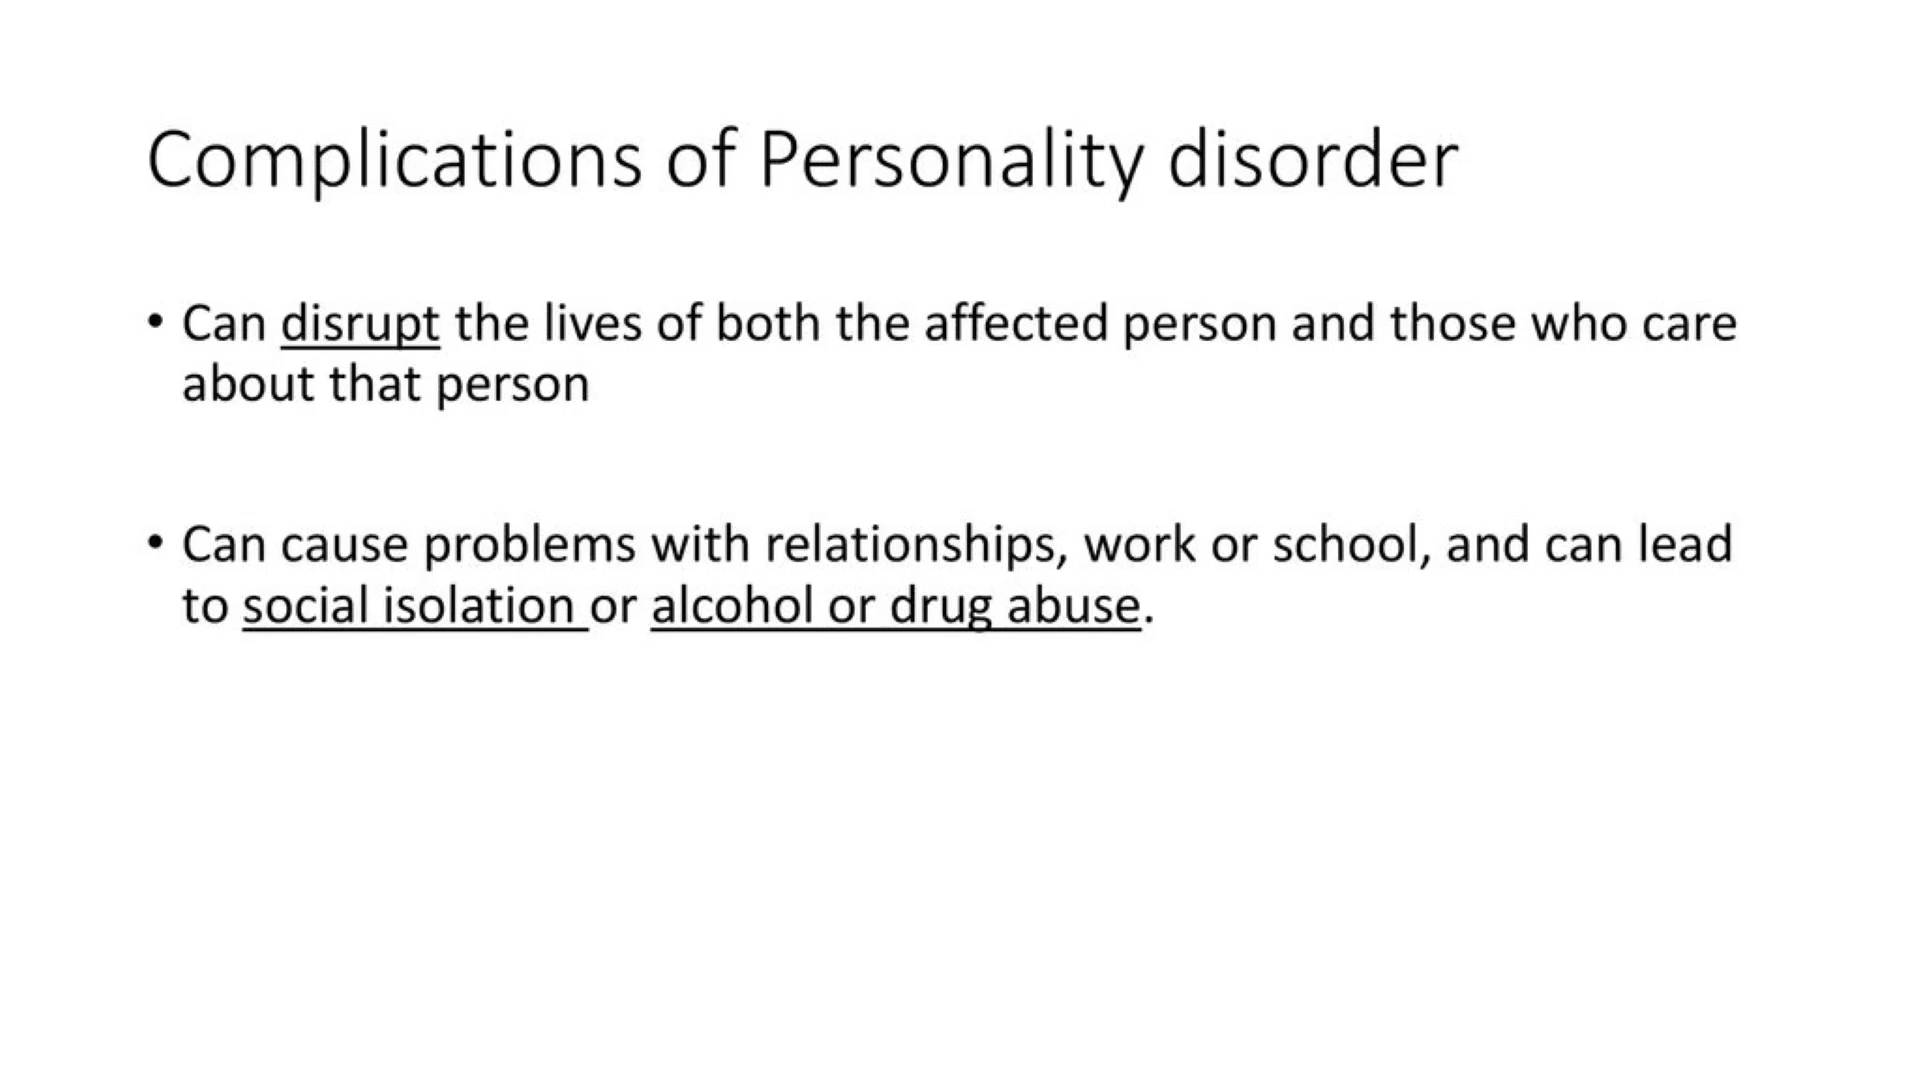 Complications of Personality disorder
• Can disrupt the lives of both the affected person and those who care
about that person
• Can cause problems with relationships, work or school, and can lead
to social isolation or alcohol or drug abuse.